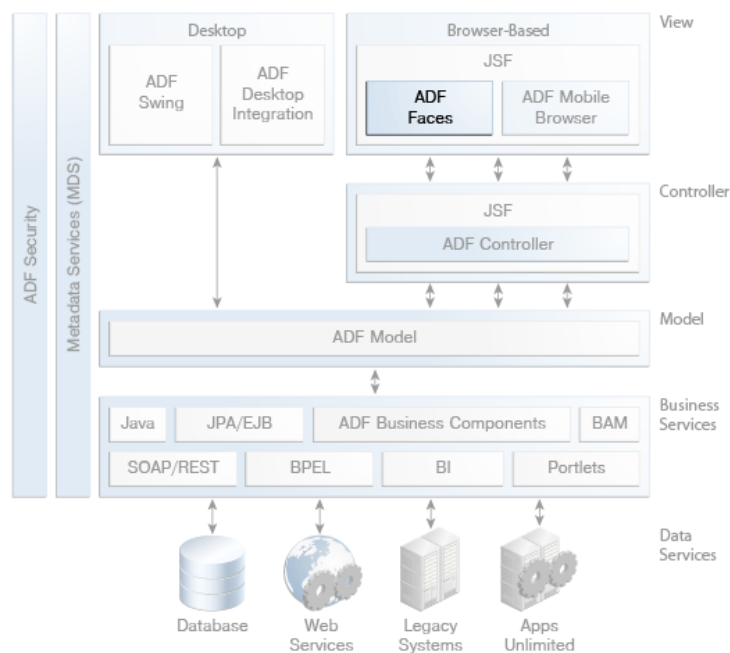 Desktop
Browser-Based
View
JSF
ADF
Swing
ADF
Desktop
Integration
ADF
Faces
ADF Mobile
Browser
Controller
JSF
ADF Controller
ADF Security
Metadata Services (MDS)
Model
ADF Model
Business
Services
Java
JPA/EJB
ADF Business Components
BAM
SOAP/REST
BPEL
BI
Portlets
Data
Services
Database
Web
Services
Legacy
Systems
Apps
Unlimited